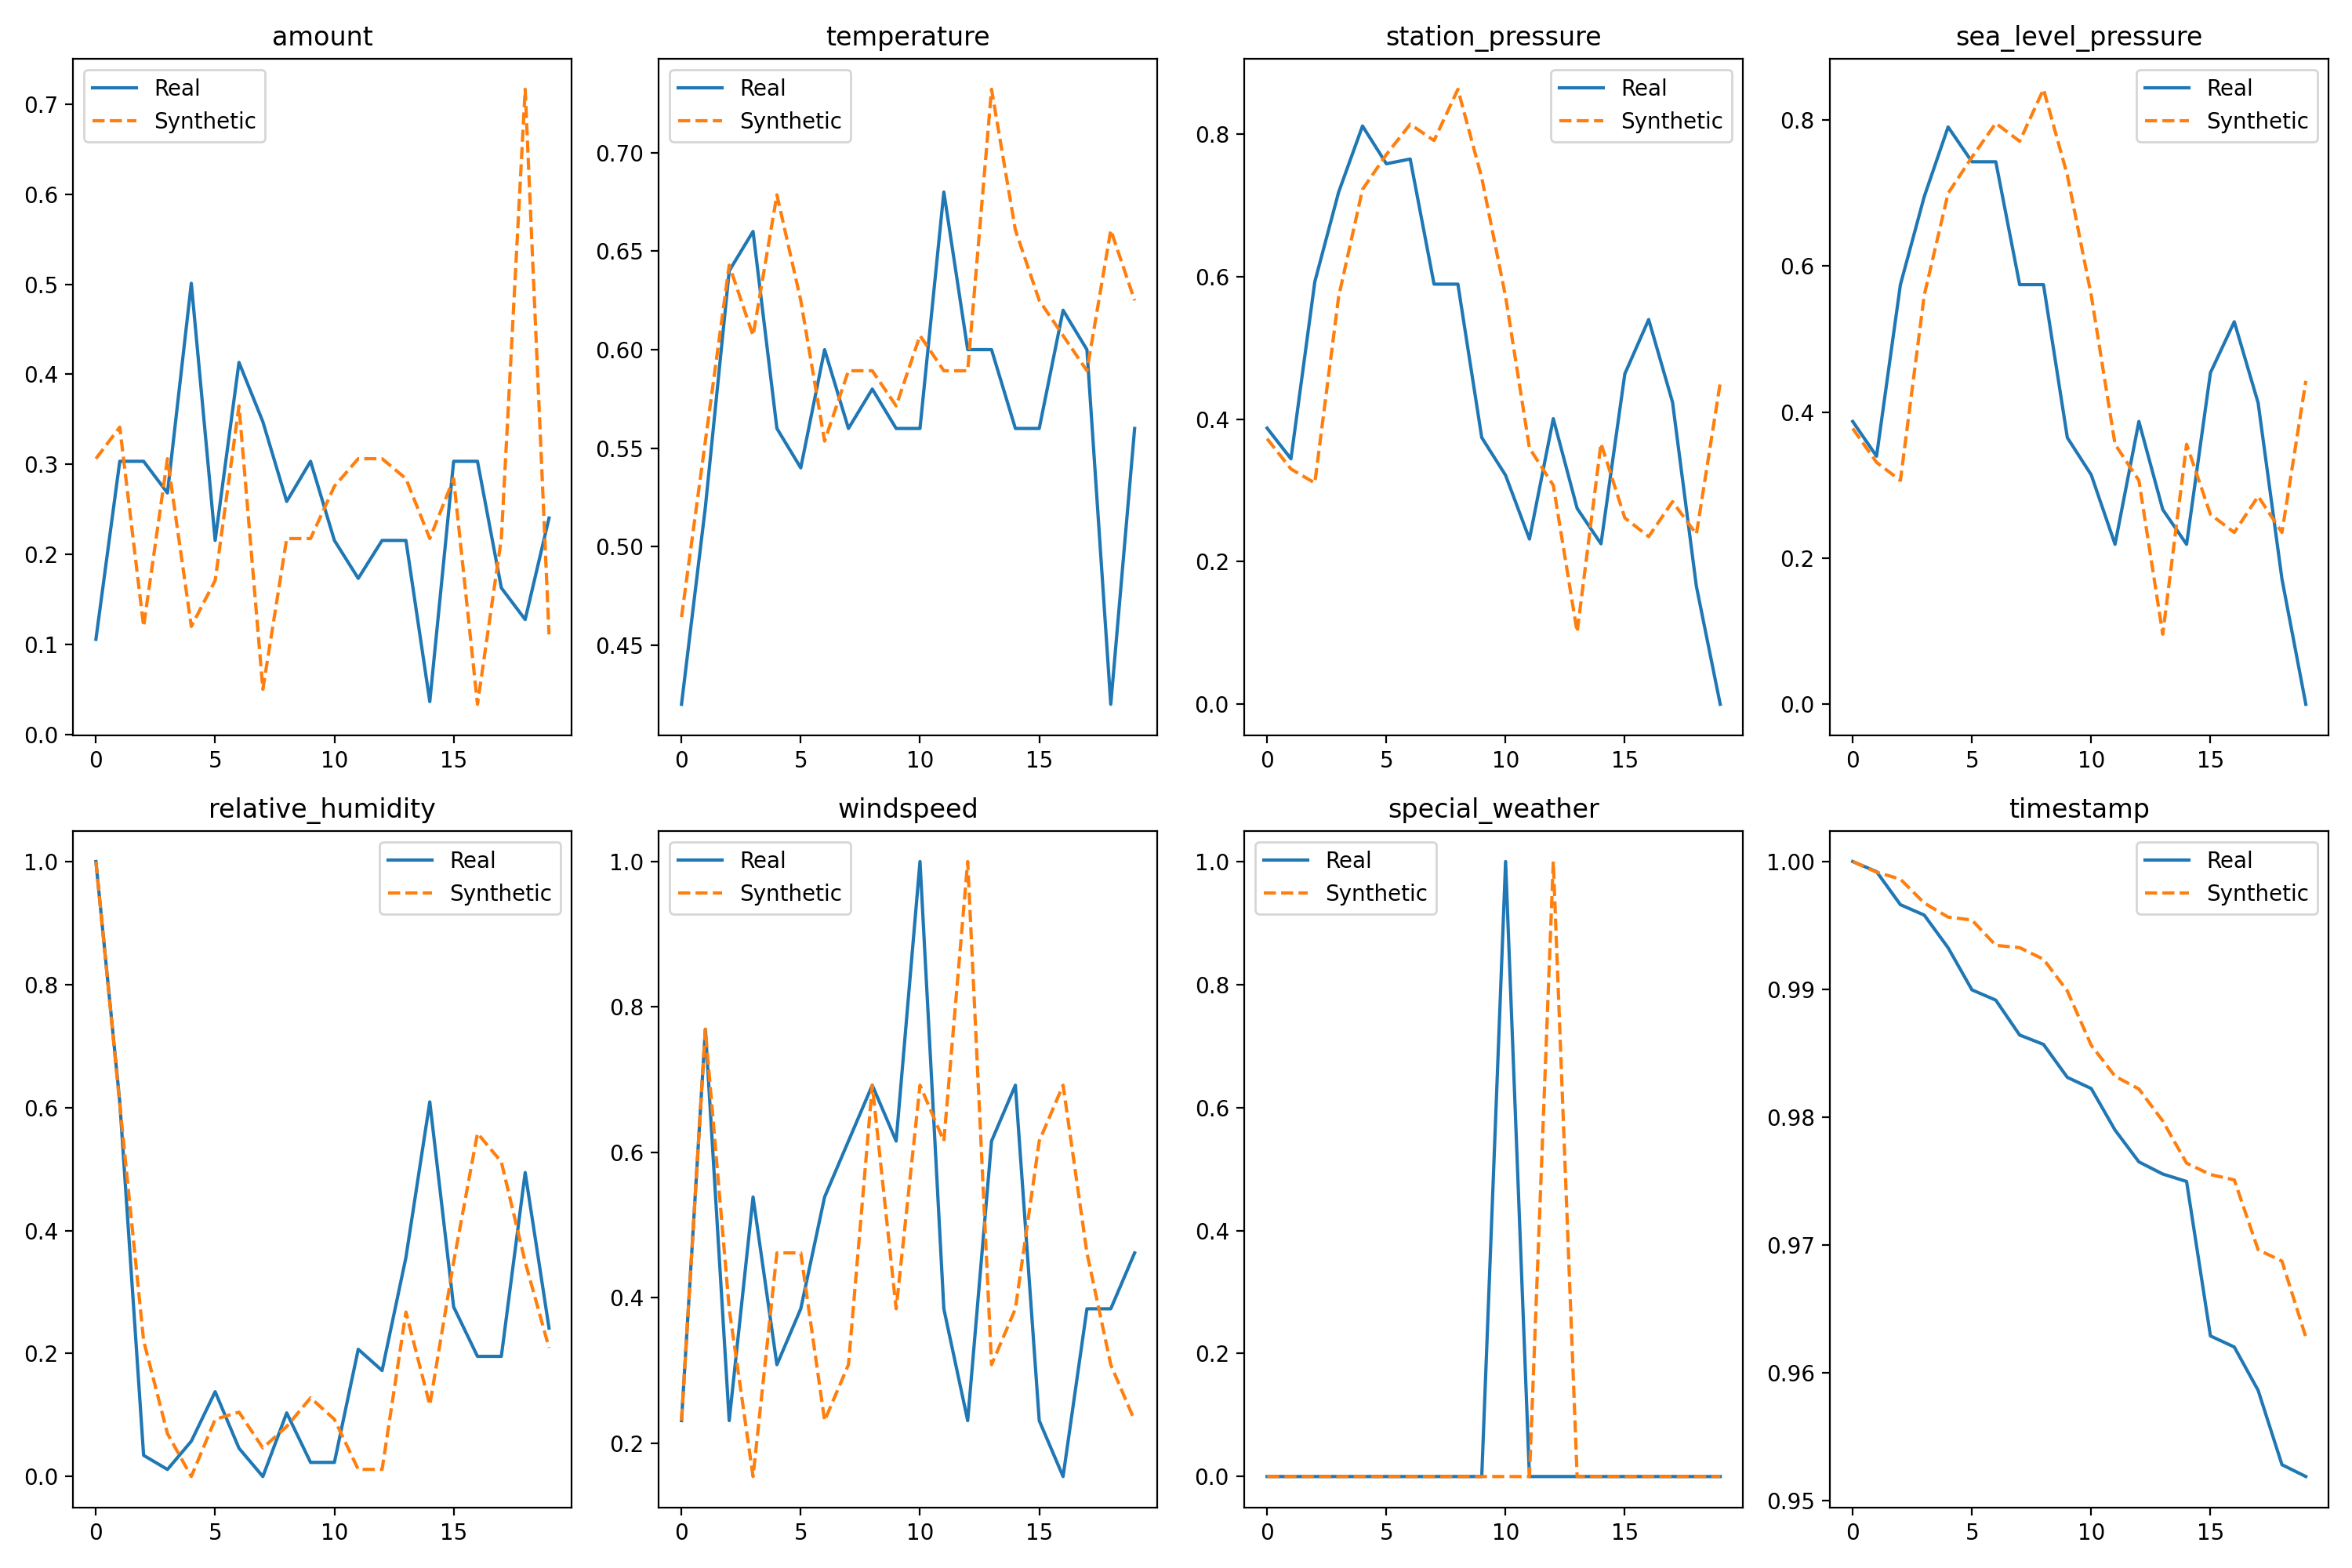 amount
Real
Synthetic
0.7
0.6
0.5
0.4
0.3
0.2
0.1
0.0
0 5 10 15
temperature
Real
Synthetic
0.70
0.65
0.60
0.55
0.50
0.45
0 5 10 15
station_pressure
Real
Synthetic
0.8
0.6
0.4
0.2
0.0
0 5 10 15
sea_level_pressure
Real
Synthetic
0.8
0.6
0.4
0.2
0.0
0 5 10 15
relative_humidity
Real
Synthetic
1.0
0.8
0.6
0.4
0.2
0.0
0 5 10 15
windspeed
Real
Synthetic
1.0
0.8
0.6
0.4
0.2
0 5 10 15
special_weather
Real
Synthetic
1.0
0.8
0.6
0.4
0.2
0.0
0 5 10 15
timestamp
Real
Synthetic
1.00
0.99
0.98
0.97
0.96
0.95
0 5 10 15